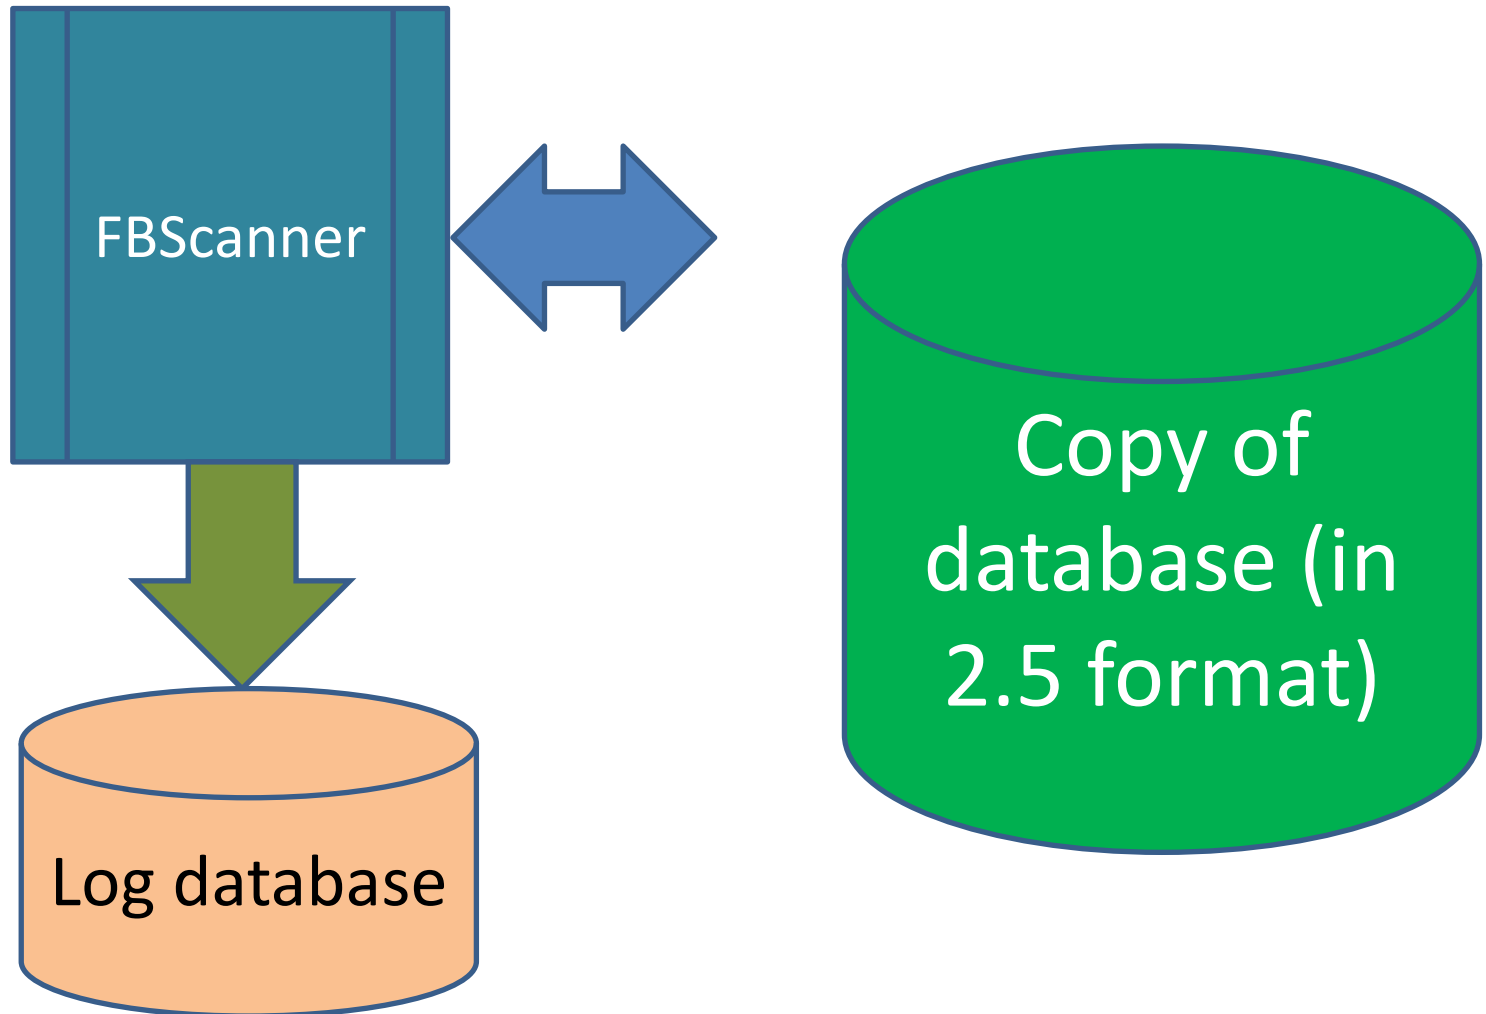 FBScanner
Copy of
database (in
2.5 format)
Log database